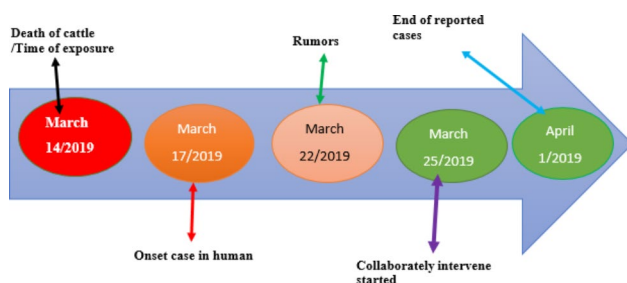 Death of cattle
/Time of exposure
Rumors
End of reported
cases
March
14/2019
March
17/2019
March
22/2019
March
25/2019
April
1/2019
Onset case in human
Collaborately intervene
started